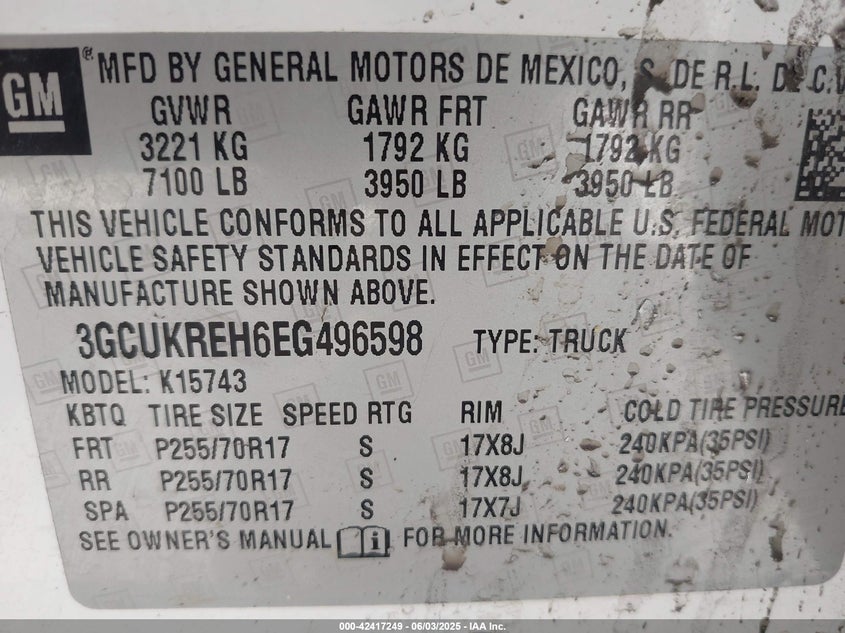 GM
® MFD BY GENERAL MOTORS DE MEXICO, S. DE R.L. DE C.V
GVWR GAWR FRT GAWR RR
3221 KG 1792 KG 1792 KG
7100 LB 3950 LB 3950 LB
THIS VEHICLE CONFORMS TO ALL APPLICABLE U.S. FEDERAL MOT
VEHICLE SAFETY STANDARDS IN EFFECT ON THE DATE OF
MANUFACTURE SHOWN ABOVE.
3GCUKREH6EG496598 TYPE: TRUCK
MODEL: K15743
KBTQ TIRE SIZE SPEED RTG RIM COLD TIRE PRESSURE
FRT P255/70R17 S 17X8J 240KPA(35PSI)
RR P255/70R17 S 17X8J 240KPA(35PSI)
SPA P255/70R17 S 17X7J 240KPA(35PSI)
SEE OWNER'S MANUAL i FOR MORE INFORMATION.
000-42417249 - 06/03/2025 - IAA Inc.